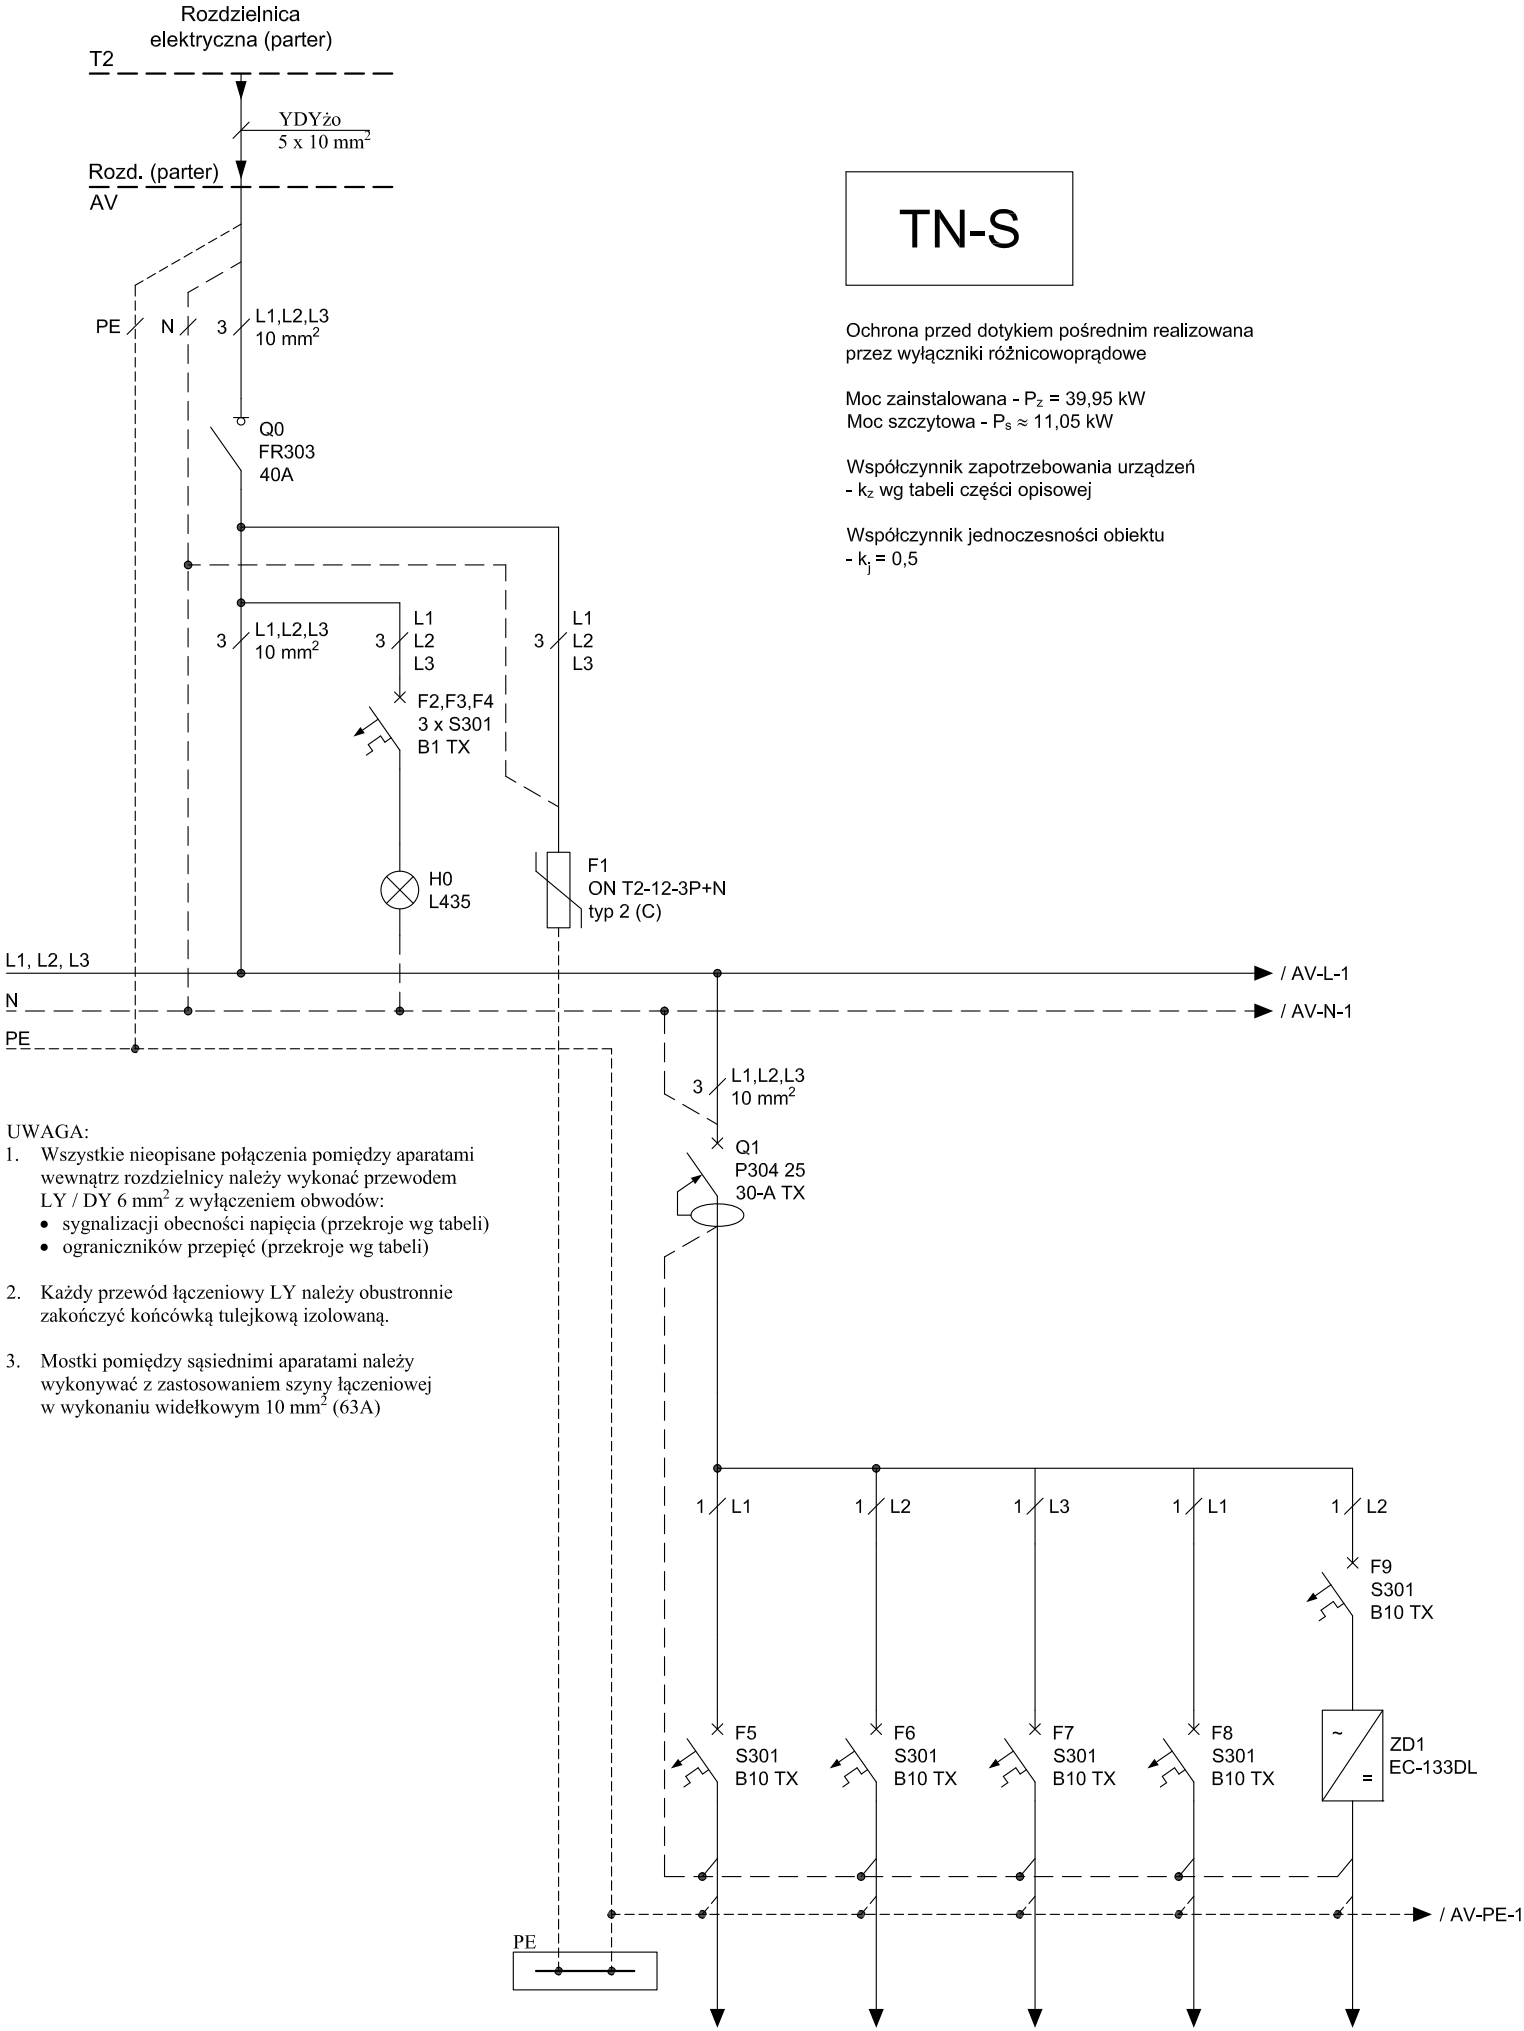 Rozdzielnica
elektryczna (parter)
T2
YDYżo
5 x 10 mm²
Rozd. (parter)
AV
TN-S
PE
N
3
L1,L2,L3
10 mm²
Ochrona przed dotykiem pośrednim realizowana
przez wyłączniki różnicowoprądowe
Moc zainstalowana - Pz = 39,95 kW
Moc szczytowa - Ps ≈ 11,05 kW
Współczynnik zapotrzebowania urządzeń
- kz wg tabeli części opisowej
Współczynnik jednoczesności obiektu
- kj = 0,5
Q0
FR303
40A
3
L1,L2,L3
10 mm²
3
L1
L2
L3
3
L1
L2
L3
F2,F3,F4
3 x S301
B1 TX
H0
L435
F1
ON T2-12-3P+N
typ 2 (C)
L1, L2, L3
/ AV-L-1
N
/ AV-N-1
PE
3
L1,L2,L3
10 mm²
Q1
P304 25
30-A TX
UWAGA:
1. Wszystkie nieopisane połączenia pomiędzy aparatami
wewnątrz rozdzielnicy należy wykonać przewodem
LY / DY 6 mm² z wyłączeniem obwodów:
• sygnalizacji obecności napięcia (przekroje wg tabeli)
• ograniczników przepięć (przekroje wg tabeli)
2. Każdy przewód łączeniowy LY należy obustronnie
zakończyć końcówką tulejkową izolowaną.
3. Mostki pomiędzy sąsiednimi aparatami należy
wykonywać z zastosowaniem szyny łączeniowej
w wykonaniu widełkowym 10 mm² (63A)
1 L1
1 L2
1 L3
1 L1
1 L2
F9
S301
B10 TX
F5
S301
B10 TX
F6
S301
B10 TX
F7
S301
B10 TX
F8
S301
B10 TX
~
=
ZD1
EC-133DL
/ AV-PE-1
PE